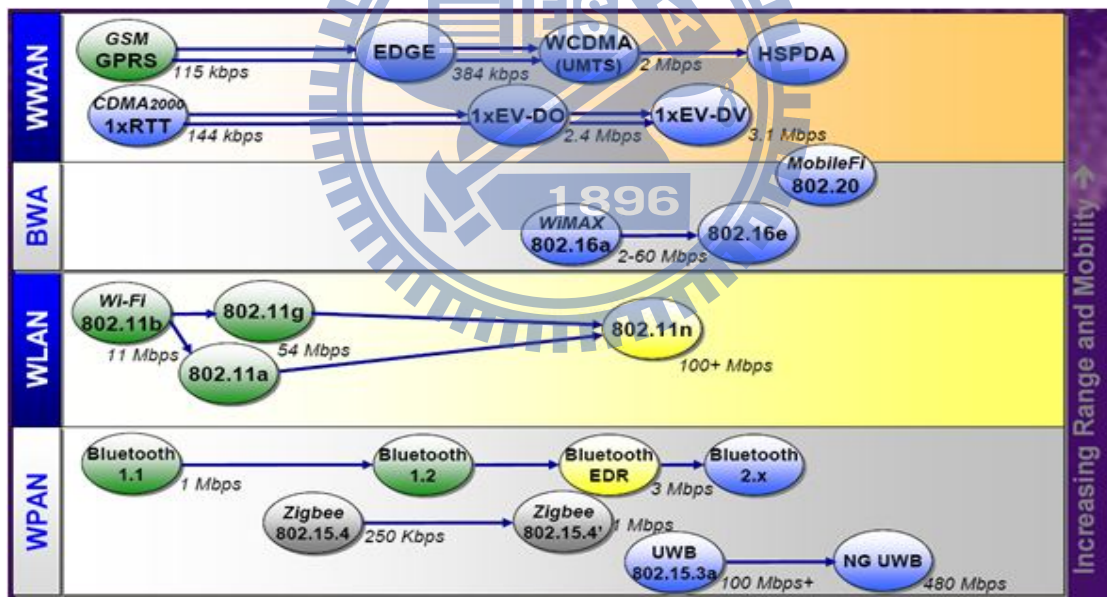 WWAN
GSM
GPRS
115 kbps
EDGE
384 kbps
WCDMA
(UMTS)
2 Mbps
HSPDA
CDMA2000
1xRTT
144 kbps
1xEV-DO
2.4 Mbps
1xEV-DV
3.1 Mbps
BWA
MobileFi
802.20
1896
WiMAX
802.16a
2-60 Mbps
802.16e
WLAN
Wi-Fi
802.11b
11 Mbps
802.11g
54 Mbps
802.11a
802.11n
100+ Mbps
WPAN
Bluetooth
1.1
1 Mbps
Bluetooth
1.2
Bluetooth
EDR
3 Mbps
Bluetooth
2.x
Zigbee
802.15.4
250 Kbps
Zigbee
802.15.4'
1 Mbps
UWB
802.15.3a
100 Mbps+
NG UWB
480 Mbps
Increasing Range and Mobility →